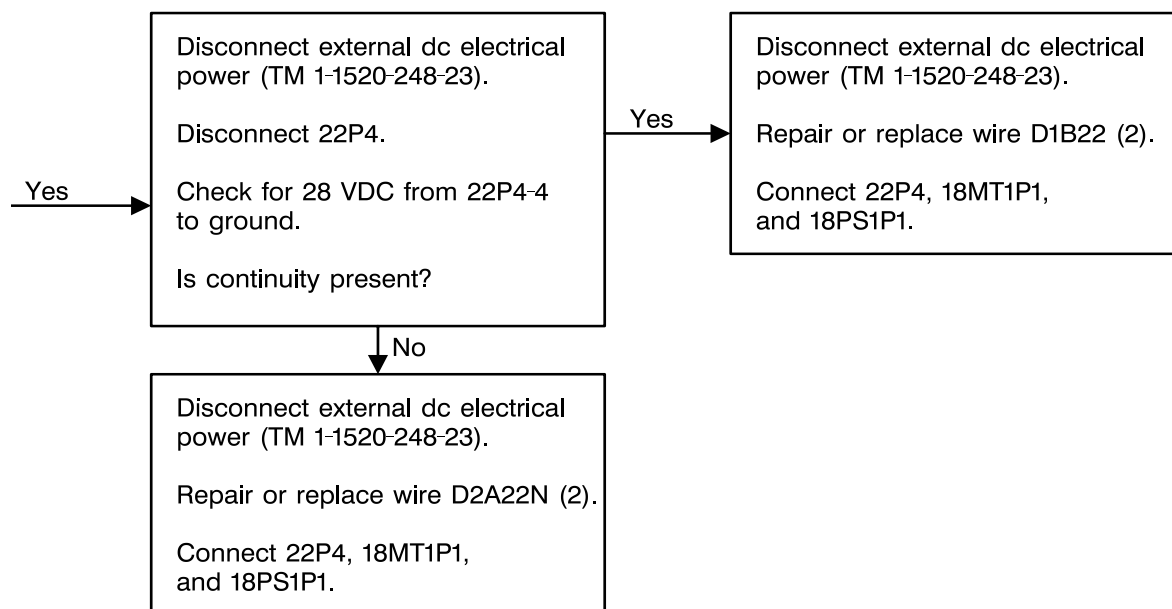 Yes
Disconnect external dc electrical
power (TM 1-1520-248-23).
Disconnect 22P4.
Check for 28 VDC from 22P4-4
to ground.
Is continuity present?
Yes
Disconnect external dc electrical
power (TM 1-1520-248-23).
Repair or replace wire D1B22 (2).
Connect 22P4, 18MT1P1,
and 18PS1P1.
No
Disconnect external dc electrical
power (TM 1-1520-248-23).
Repair or replace wire D2A22N (2).
Connect 22P4, 18MT1P1,
and 18PS1P1.